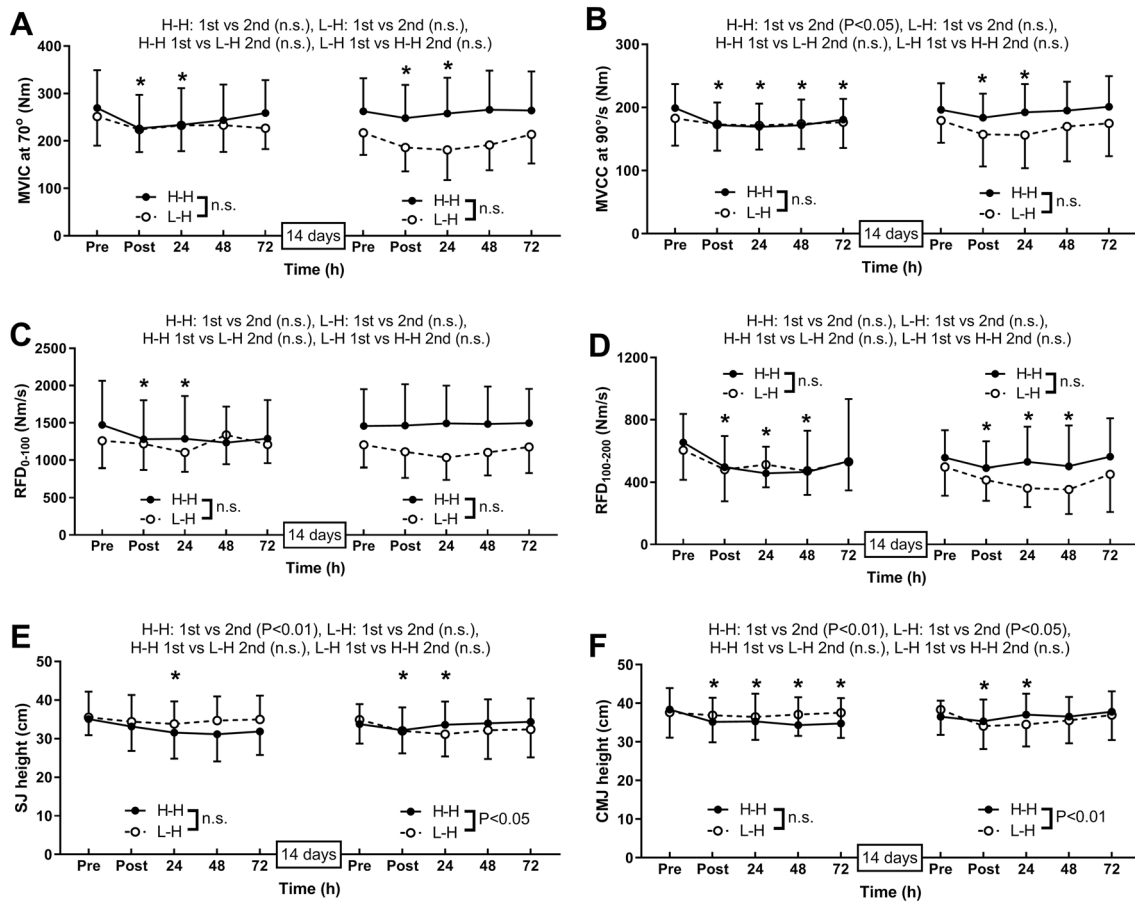 A
H-H: 1st vs 2nd (n.s.), L-H: 1st vs 2nd (n.s.),
H-H 1st vs L-H 2nd (n.s.), L-H 1st vs H-H 2nd (n.s.)
MVIC at 70° (Nm)
400
300
200
100
0
* * * *
H-H
L-H
n.s.
H-H
L-H
n.s.
Pre Post 24 48 72 14 days Pre Post 24 48 72
Time (h)
B
H-H: 1st vs 2nd (P<0.05), L-H: 1st vs 2nd (n.s.),
H-H 1st vs L-H 2nd (n.s.), L-H 1st vs H-H 2nd (n.s.)
MVCC at 90°/s (Nm)
300
200
100
0
* * * * * *
H-H
L-H
n.s.
H-H
L-H
n.s.
Pre Post 24 48 72 14 days Pre Post 24 48 72
Time (h)
C
H-H: 1st vs 2nd (n.s.), L-H: 1st vs 2nd (n.s.),
H-H 1st vs L-H 2nd (n.s.), L-H 1st vs H-H 2nd (n.s.)
RFD0-100 (Nm/s)
2500
2000
1500
1000
500
0
* *
H-H
L-H
n.s.
H-H
L-H
n.s.
Pre Post 24 48 72 14 days Pre Post 24 48 72
Time (h)
D
H-H: 1st vs 2nd (n.s.), L-H: 1st vs 2nd (n.s.),
H-H 1st vs L-H 2nd (n.s.), L-H 1st vs H-H 2nd (n.s.)
RFD100-200 (Nm/s)
1200
800
400
0
H-H
L-H
n.s.
H-H
L-H
n.s.
* * * * * *
Pre Post 24 48 72 14 days Pre Post 24 48 72
Time (h)
E
H-H: 1st vs 2nd (P<0.01), L-H: 1st vs 2nd (n.s.),
H-H 1st vs L-H 2nd (n.s.), L-H 1st vs H-H 2nd (n.s.)
SJ height (cm)
50
40
30
20
10
0
* * *
H-H
L-H
n.s.
H-H
L-H
P<0.05
Pre Post 24 48 72 14 days Pre Post 24 48 72
Time (h)
F
H-H: 1st vs 2nd (P<0.01), L-H: 1st vs 2nd (P<0.05),
H-H 1st vs L-H 2nd (n.s.), L-H 1st vs H-H 2nd (n.s.)
CMJ height (cm)
50
40
30
20
10
0
* * * * * *
H-H
L-H
n.s.
H-H
L-H
P<0.01
Pre Post 24 48 72 14 days Pre Post 24 48 72
Time (h)